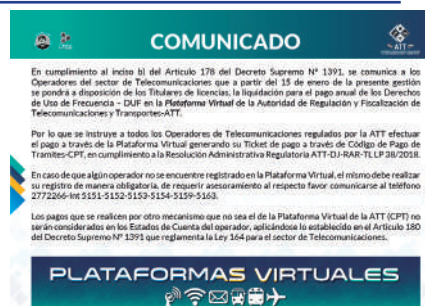 COMUNICADO
ATT
En cumplimiento al inciso b) del Artículo 178 del Decreto Supremo N° 1391, se comunica a los
Operadores del sector de Telecomunicaciones que a partir del 15 de enero de la presente gestión
se pondrá a disposición de los Titulares de licencias, la liquidación para el pago anual de los Derechos
de Uso de Frecuencia – DUF en la Plataforma Virtual de la Autoridad de Regulación y Fiscalización de
Telecomunicaciones y Transportes-ATT.
Por lo que se instruye a todos los Operadores de Telecomunicaciones regulados por la ATT efectuar
el pago a través de la Plataforma Virtual generando su Ticket de pago a través de Código de Pago de
Tramites-CPT, en cumplimiento a la Resolución Administrativa Regulatoria ATT-DJ-RAR-TL LP 38/2018.
En caso de que algún operador no se encuentre registrado en la Plataforma Virtual, el mismo debe realizar
su registro de manera obligatoria, de requerir asesoramiento al respecto favor comunicarse al teléfono
2772266-Int 5151-5152-5153-5154-5159-5163.
Los pagos que se realicen por otro mecanismo que no sea el de la Plataforma Virtual de la ATT (CPT) no
serán considerados en los Estados de Cuenta del operador, aplicándose lo establecido en el Artículo 180
del Decreto Supremo N° 1391 que reglamenta la Ley 164 para el sector de Telecomunicaciones.
PLATAFORMAS VIRTUALES